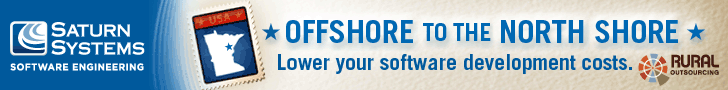 SATURN
SYSTEMS
SOFTWARE ENGINEERING
USA
OFFSHORE TO THE NORTH SHORE
Lower your software development costs.
RURAL
OUTSOURCING